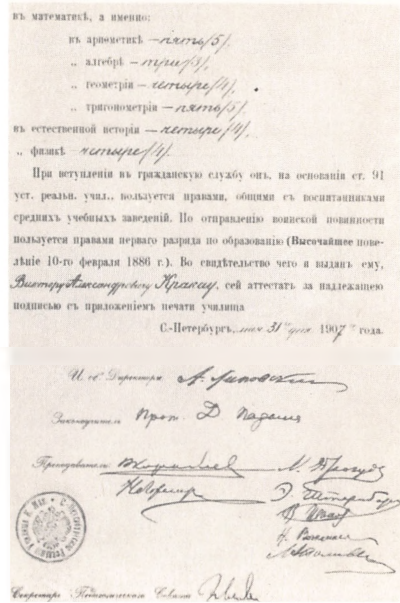 въ математикѣ, а именно:
въ ариѳметикѣ — пять /5/,
„ алгебрѣ — три /3/,
„ геометріи — четыре /4/,
„ тригонометріи — пять /5/,
въ естественной исторіи — четыре /4/,
„ физикѣ четыре /4/.
При вступленіи въ гражданскую службу онъ, на основаніи ст. 91
уст. реальн. учил., пользуется правами, общими съ воспитанниками
среднихъ учебныхъ заведеній. По отправленію воинской повинности
пользуется правами перваго разряда по образованію (Высочайшее пове-
лѣніе 10-го февраля 1886 г.). Во свидѣтельство чего и выданъ ему,
Виктору Александровичу Кракау, сей аттестатъ за надлежащею
подписью съ приложеніемъ печати училища
С.-Петербургъ, мая 31 дня 1907 года.
И. об. Директора А. Липовскій
Законоучитель Прот. Д
Преподаватели
Э. Штернберг
Секретарь Педагогическаго Совѣта